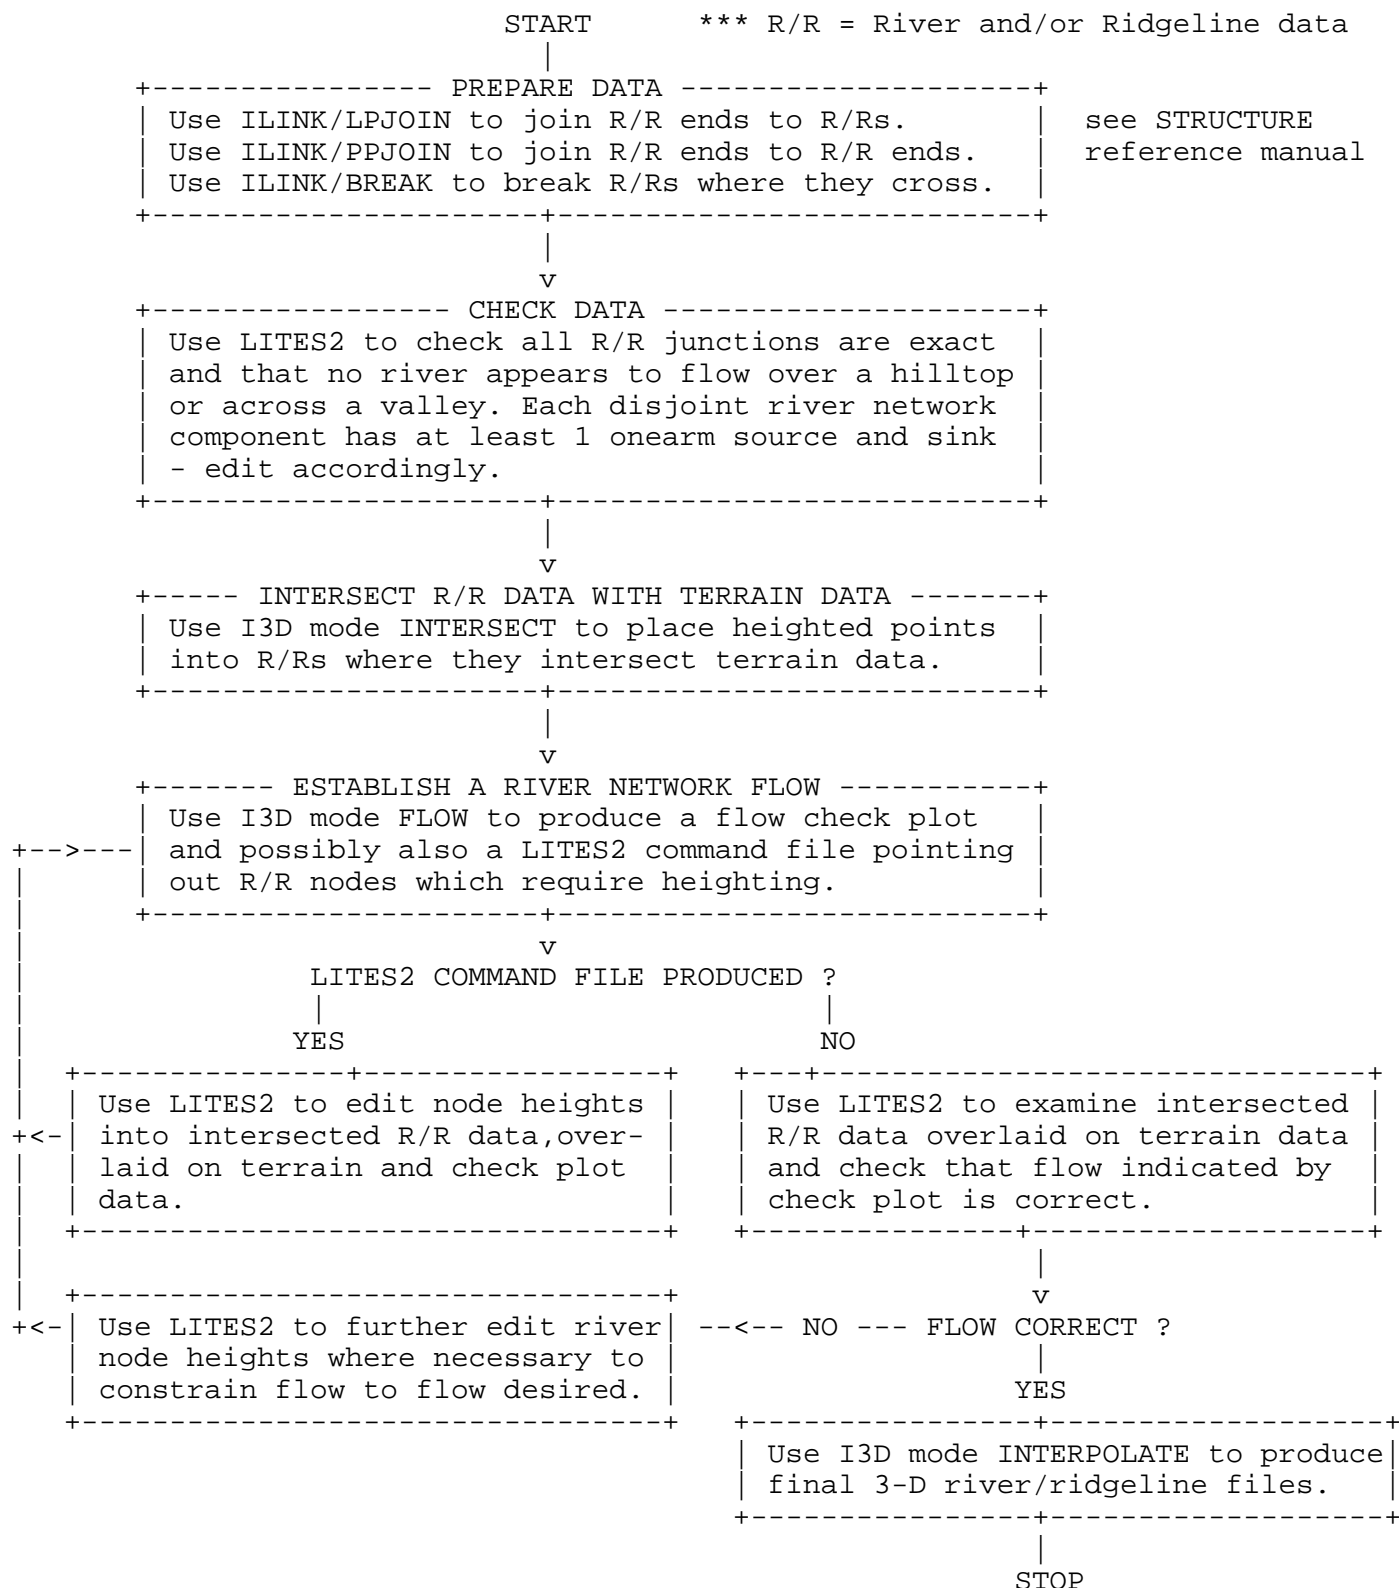 START *** R/R = River and/or Ridgeline data
PREPARE DATA
Use ILINK/LPJOIN to join R/R ends to R/Rs. see STRUCTURE
Use ILINK/PPJOIN to join R/R ends to R/R ends. reference manual
Use ILINK/BREAK to break R/Rs where they cross.
v
CHECK DATA
Use LITES2 to check all R/R junctions are exact
and that no river appears to flow over a hilltop
or across a valley. Each disjoint river network
component has at least 1 onearm source and sink
- edit accordingly.
v
INTERSECT R/R DATA WITH TERRAIN DATA
Use I3D mode INTERSECT to place heighted points
into R/Rs where they intersect terrain data.
v
ESTABLISH A RIVER NETWORK FLOW
Use I3D mode FLOW to produce a flow check plot
and possibly also a LITES2 command file pointing
out R/R nodes which require heighting.
v
LITES2 COMMAND FILE PRODUCED ?
YES NO
Use LITES2 to edit node heights
into intersected R/R data,over-
laid on terrain and check plot
data.
Use LITES2 to examine intersected
R/R data overlaid on terrain data
and check that flow indicated by
check plot is correct.
v
NO FLOW CORRECT ?
Use LITES2 to further edit river
node heights where necessary to
constrain flow to flow desired.
YES
Use I3D mode INTERPOLATE to produce
final 3-D river/ridgeline files.
STOP